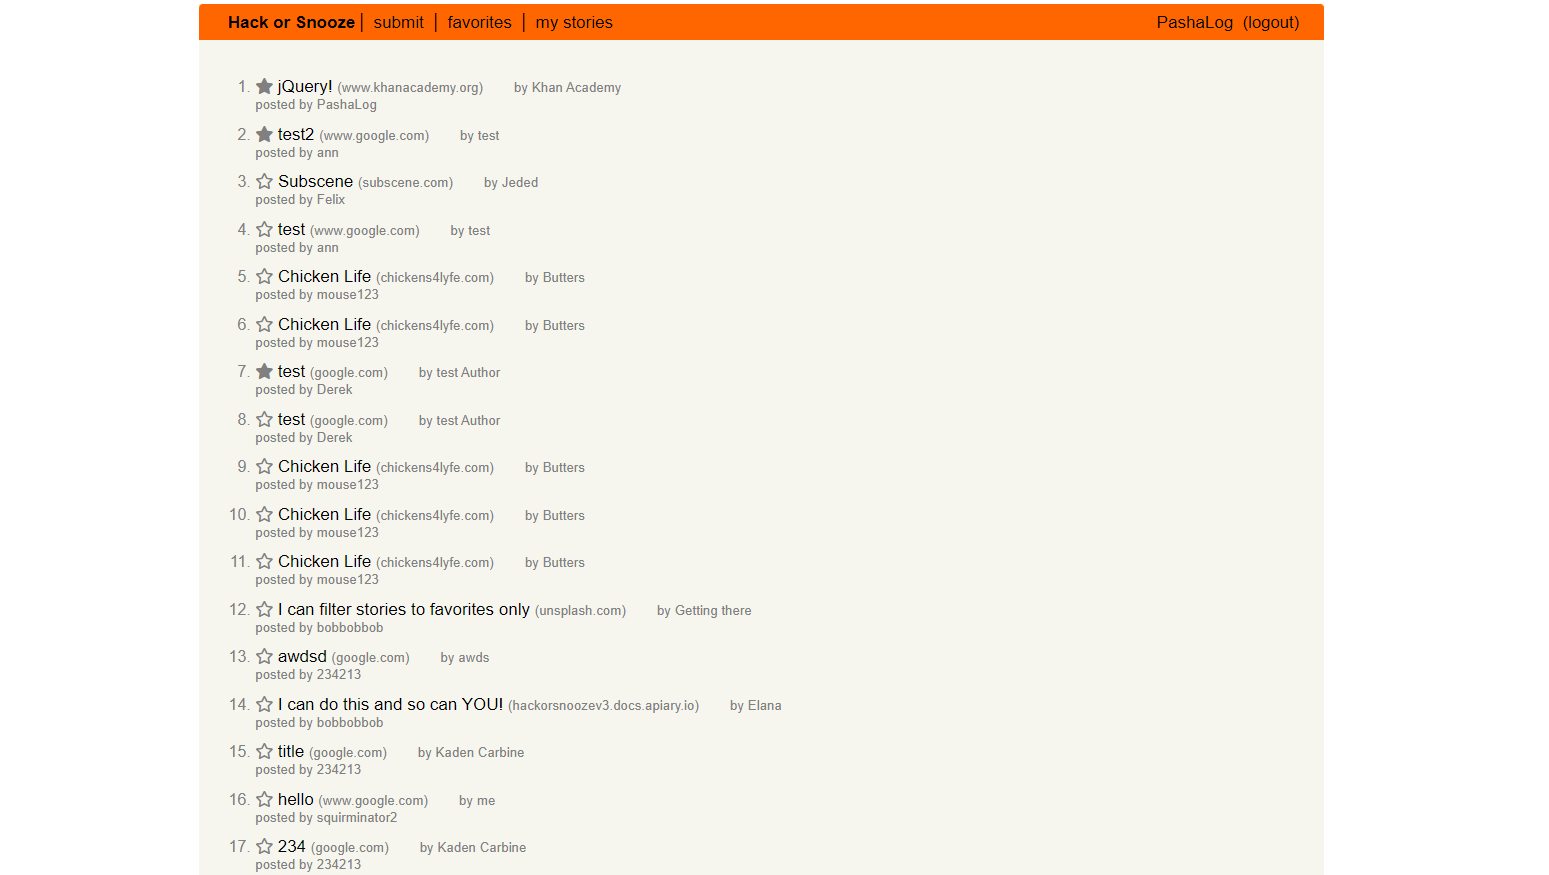 Hack or Snooze | submit | favorites | my stories PashaLog (logout)
1. jQuery! (www.khanacademy.org) by Khan Academy
posted by PashaLog
2. test2 (www.google.com) by test
posted by ann
3. Subscene (subscene.com) by Jeded
posted by Felix
4. test (www.google.com) by test
posted by ann
5. Chicken Life (chickens4lyfe.com) by Butters
posted by mouse123
6. Chicken Life (chickens4lyfe.com) by Butters
posted by mouse123
7. test (google.com) by test Author
posted by Derek
8. test (google.com) by test Author
posted by Derek
9. Chicken Life (chickens4lyfe.com) by Butters
posted by mouse123
10. Chicken Life (chickens4lyfe.com) by Butters
posted by mouse123
11. Chicken Life (chickens4lyfe.com) by Butters
posted by mouse123
12. I can filter stories to favorites only (unsplash.com) by Getting there
posted by bobbobbob
13. awdsd (google.com) by awds
posted by 234213
14. I can do this and so can YOU! (hackorsnoozev3.docs.apiary.io) by Elana
posted by bobbobbob
15. title (google.com) by Kaden Carbine
posted by 234213
16. hello (www.google.com) by me
posted by squirminator2
17. 234 (google.com) by Kaden Carbine
posted by 234213